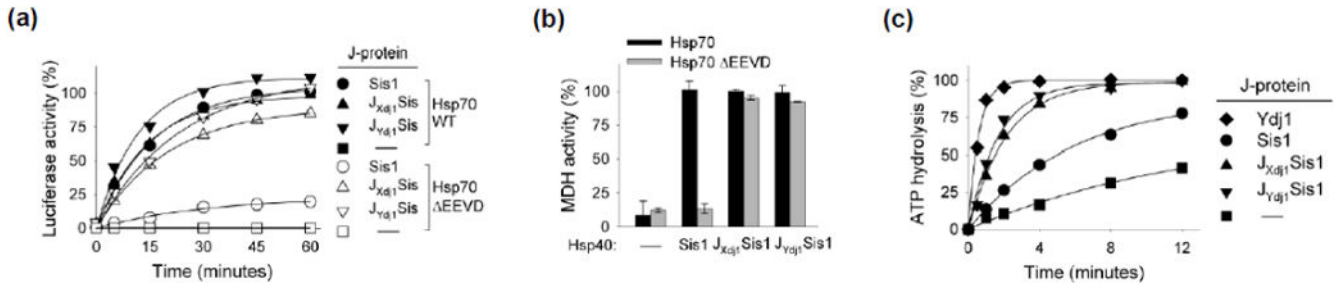 (a)
Luciferase activity (%)
100
75
50
25
0
0 15 30 45 60
Time (minutes)
J-protein
Sis1
JXdj1Sis
JYdj1Sis
—
Hsp70
WT
Sis1
JXdj1Sis
JYdj1Sis
—
Hsp70
ΔEEVD
(b)
Hsp70
Hsp70 ΔEEVD
MDH activity (%)
100
50
0
Hsp40: — Sis1 JXdj1Sis1 JYdj1Sis1
(c)
ATP hydrolysis (%)
100
75
50
25
0
0 4 8 12
Time (minutes)
J-protein
Ydj1
Sis1
JXdj1Sis1
JYdj1Sis1
—